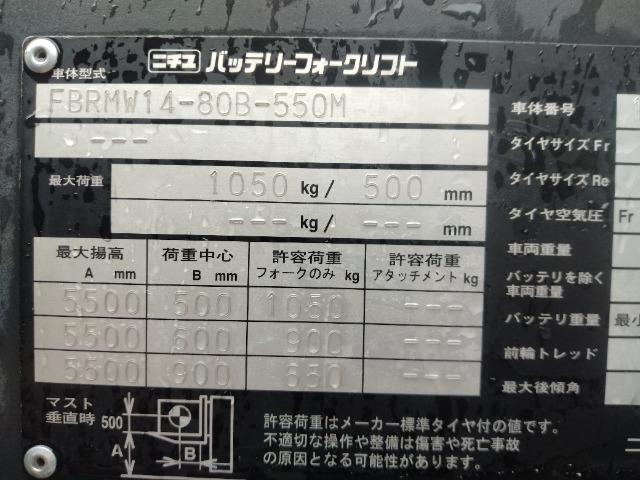 ニチユ バッテリーフォークリフト
車体型式
FBRMW14-80B-550M
---
最大荷重 1050 kg/ 500 mm
--- kg/ --- mm
最大揚高 荷重中心 許容荷重 許容荷重
A mm B mm フォークのみ kg アタッチメント kg
5500 500 1050 ---
5500 600 900 ---
5500 900 650 ---
マスト
垂直時 500
A B
許容荷重はメーカー標準タイヤ付の値です。
不適切な操作や整備は傷害や死亡事故
の原因となる可能性があります。
車体番号
タイヤサイズ Fr
タイヤサイズ Re
タイヤ空気圧 Fr
車両重量
バッテリを除く
車両重量
バッテリ重量
前輪トレッド
最大後傾角